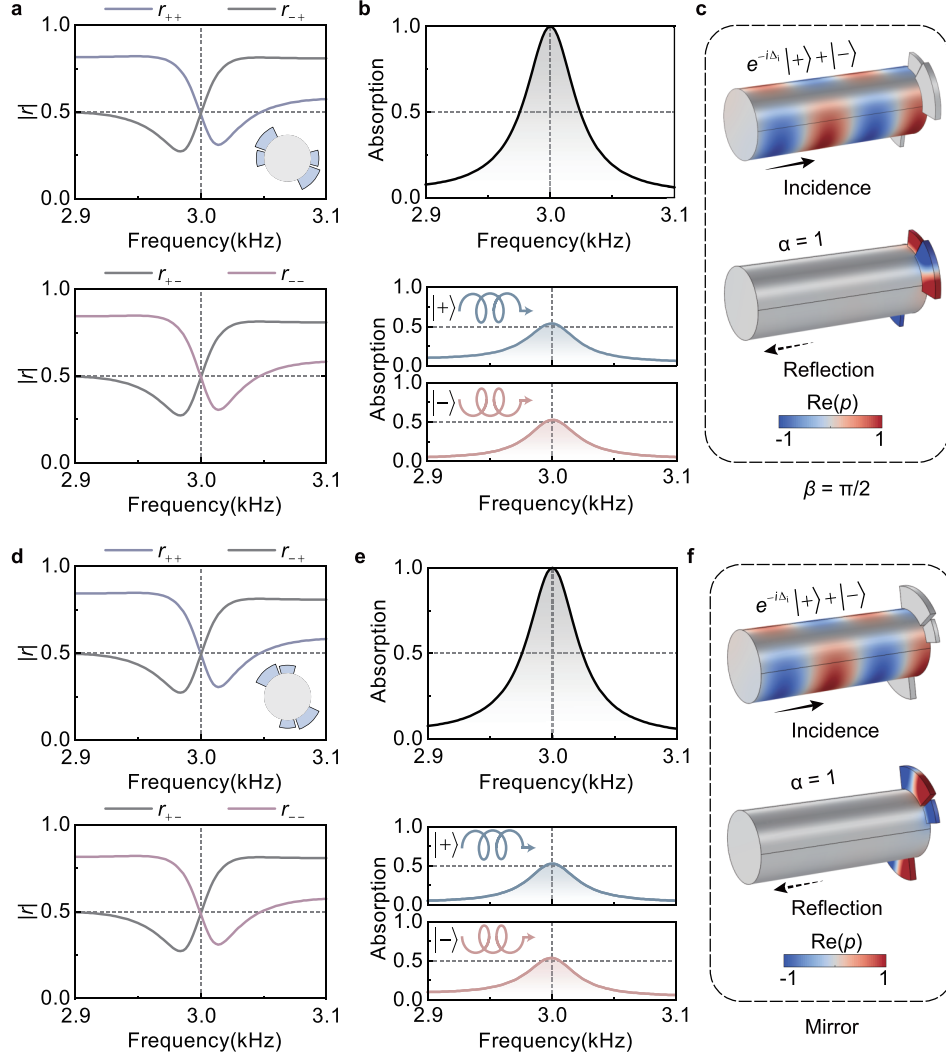 a
r₊₊ r₋₊
1.0
0.5
0.0
|r|
2.9 3.0 3.1
Frequency(kHz)
r₊₋ r₋₋
1.0
0.5
0.0
|r|
2.9 3.0 3.1
Frequency(kHz)
b
1.0
0.5
0.0
Absorption
2.9 3.0 3.1
Frequency(kHz)
|+⟩
1.0
0.5
0.0
Absorption
|−⟩
1.0
0.5
0.0
Absorption
2.9 3.0 3.1
Frequency(kHz)
c
e^{-iΔᵢ}|+⟩+|−⟩
Incidence
α = 1
Reflection
Re(p)
-1 1
β = π/2
d
r₊₊ r₋₊
1.0
0.5
0.0
|r|
2.9 3.0 3.1
Frequency(kHz)
r₊₋ r₋₋
1.0
0.5
0.0
|r|
2.9 3.0 3.1
Frequency(kHz)
e
1.0
0.5
0.0
Absorption
2.9 3.0 3.1
Frequency(kHz)
|+⟩
1.0
0.5
0.0
Absorption
|−⟩
1.0
0.5
0.0
Absorption
2.9 3.0 3.1
Frequency(kHz)
f
e^{-iΔᵢ}|+⟩+|−⟩
Incidence
α = 1
Reflection
Re(p)
-1 1
Mirror